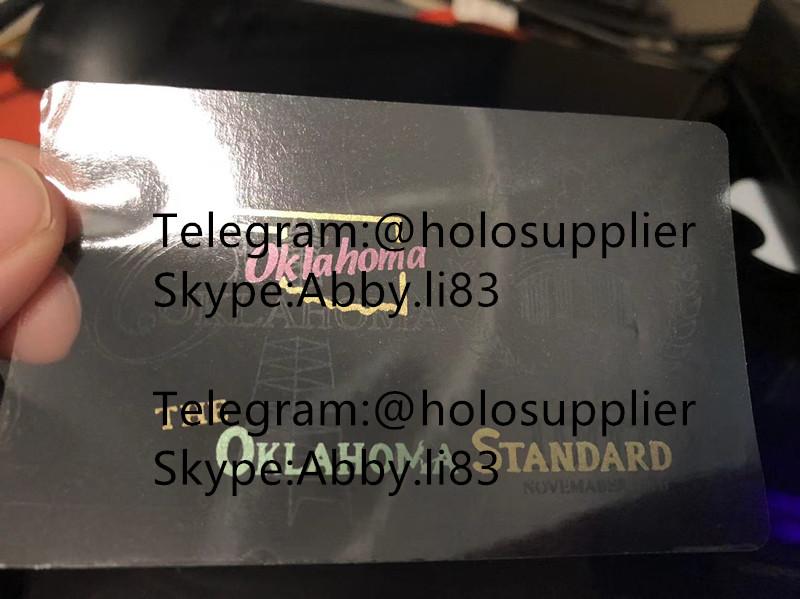 Telegram:@holosupplier
Oklahoma
Skype:Abby.li83
OKLAHOMA
Telegram:@holosupplier
THE
OKLAHOMA STANDARD
Skype:Abby.li83